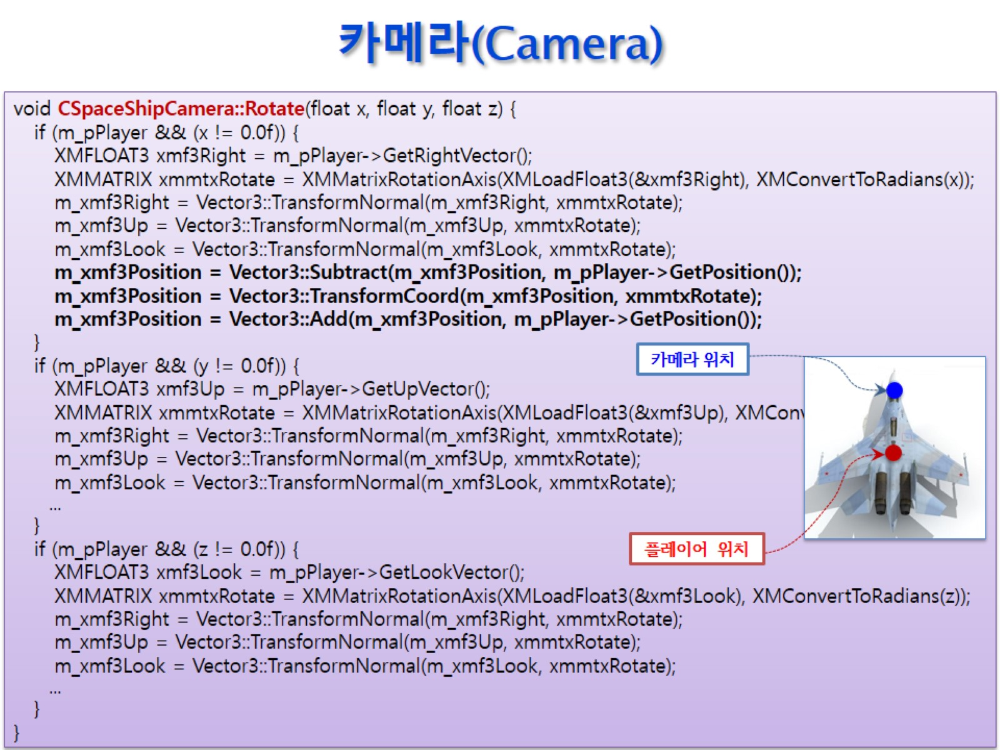 카메라(Camera)
void CSpaceShipCamera::Rotate(float x, float y, float z) {
if (m_pPlayer && (x != 0.0f)) {
XMFLOAT3 xmf3Right = m_pPlayer->GetRightVector();
XMMATRIX xmmtxRotate = XMMatrixRotationAxis(XMLoadFloat3(&xmf3Right), XMConvertToRadians(x));
m_xmf3Right = Vector3::TransformNormal(m_xmf3Right, xmmtxRotate);
m_xmf3Up = Vector3::TransformNormal(m_xmf3Up, xmmtxRotate);
m_xmf3Look = Vector3::TransformNormal(m_xmf3Look, xmmtxRotate);
m_xmf3Position = Vector3::Subtract(m_xmf3Position, m_pPlayer->GetPosition());
m_xmf3Position = Vector3::TransformCoord(m_xmf3Position, xmmtxRotate);
m_xmf3Position = Vector3::Add(m_xmf3Position, m_pPlayer->GetPosition());
}
카메라 위치
if (m_pPlayer && (y != 0.0f)) {
XMFLOAT3 xmf3Up = m_pPlayer->GetUpVector();
XMMATRIX xmmtxRotate = XMMatrixRotationAxis(XMLoadFloat3(&xmf3Up), XMConv
m_xmf3Right = Vector3::TransformNormal(m_xmf3Right, xmmtxRotate);
m_xmf3Up = Vector3::TransformNormal(m_xmf3Up, xmmtxRotate);
m_xmf3Look = Vector3::TransformNormal(m_xmf3Look, xmmtxRotate);
...
}
if (m_pPlayer && (z != 0.0f)) {
플레이어 위치
XMFLOAT3 xmf3Look = m_pPlayer->GetLookVector();
XMMATRIX xmmtxRotate = XMMatrixRotationAxis(XMLoadFloat3(&xmf3Look), XMConvertToRadians(z));
m_xmf3Right = Vector3::TransformNormal(m_xmf3Right, xmmtxRotate);
m_xmf3Up = Vector3::TransformNormal(m_xmf3Up, xmmtxRotate);
m_xmf3Look = Vector3::TransformNormal(m_xmf3Look, xmmtxRotate);
...
}
}